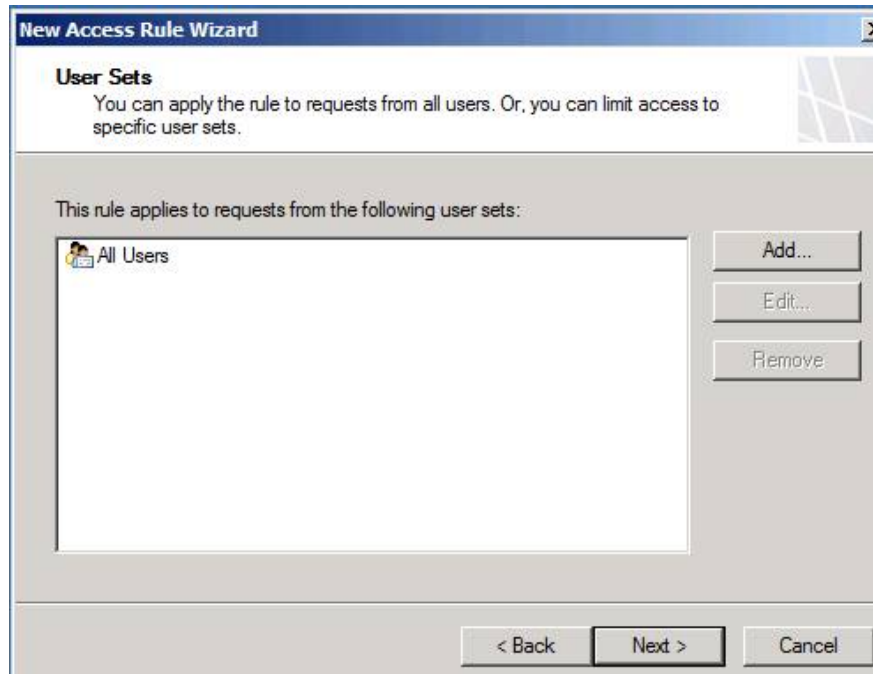 New Access Rule Wizard
User Sets
You can apply the rule to requests from all users. Or, you can limit access to
specific user sets.
This rule applies to requests from the following user sets:
All Users
Add...
Edit...
Remove
< Back
Next >
Cancel